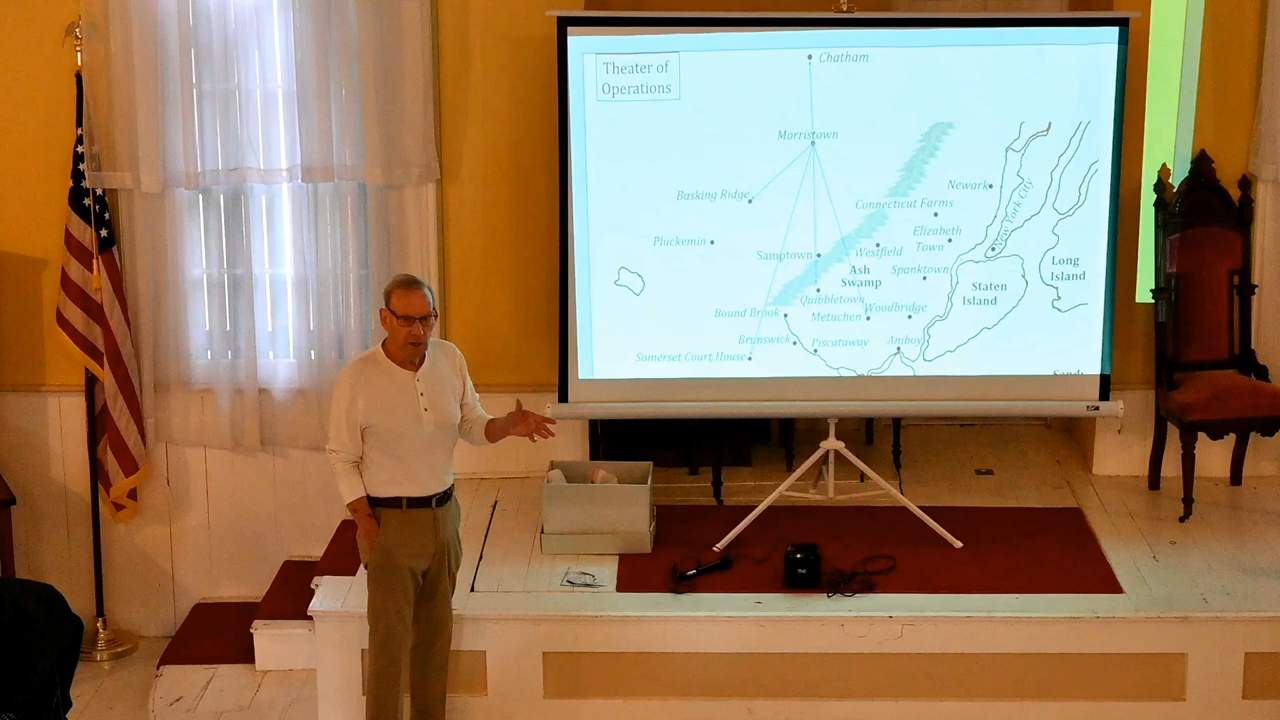 Theater of
Operations
Chatham
Morristown
Basking Ridge
Newark
Connecticut Farms
Pluckemin
Elizabeth
Town
New York City
Samptown
Westfield
Ash
Swamp
Spanktown
Long
Island
Staten
Island
Quibbletown
Bound Brook
Metuchen
Woodbridge
Brunswick
Piscataway
Amboy
Somerset Court House